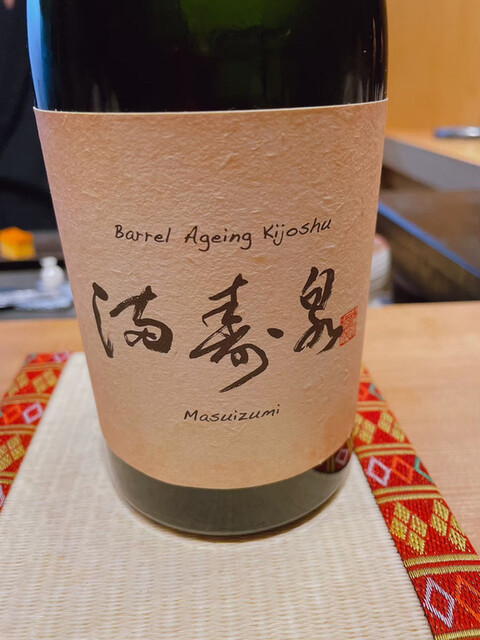 Barrel Ageing Kijoshu
満寿泉
Masuizumi